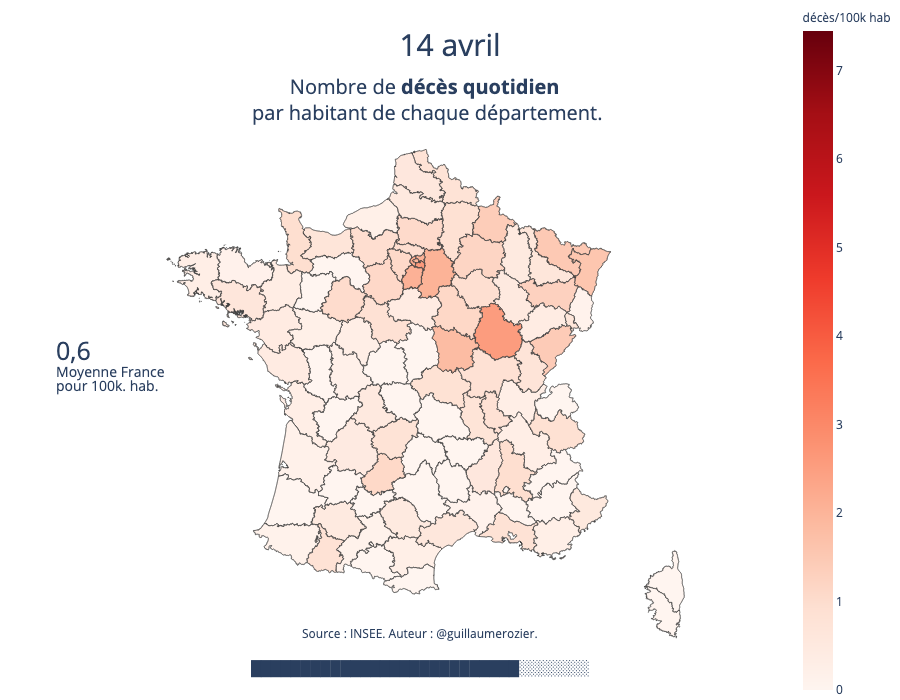 14 avril
Nombre de décès quotidien
par habitant de chaque département.
décès/100k hab
7
6
5
4
3
2
1
0
0,6
Moyenne France
pour 100k. hab.
Source : INSEE. Auteur : @guillaumerozier.